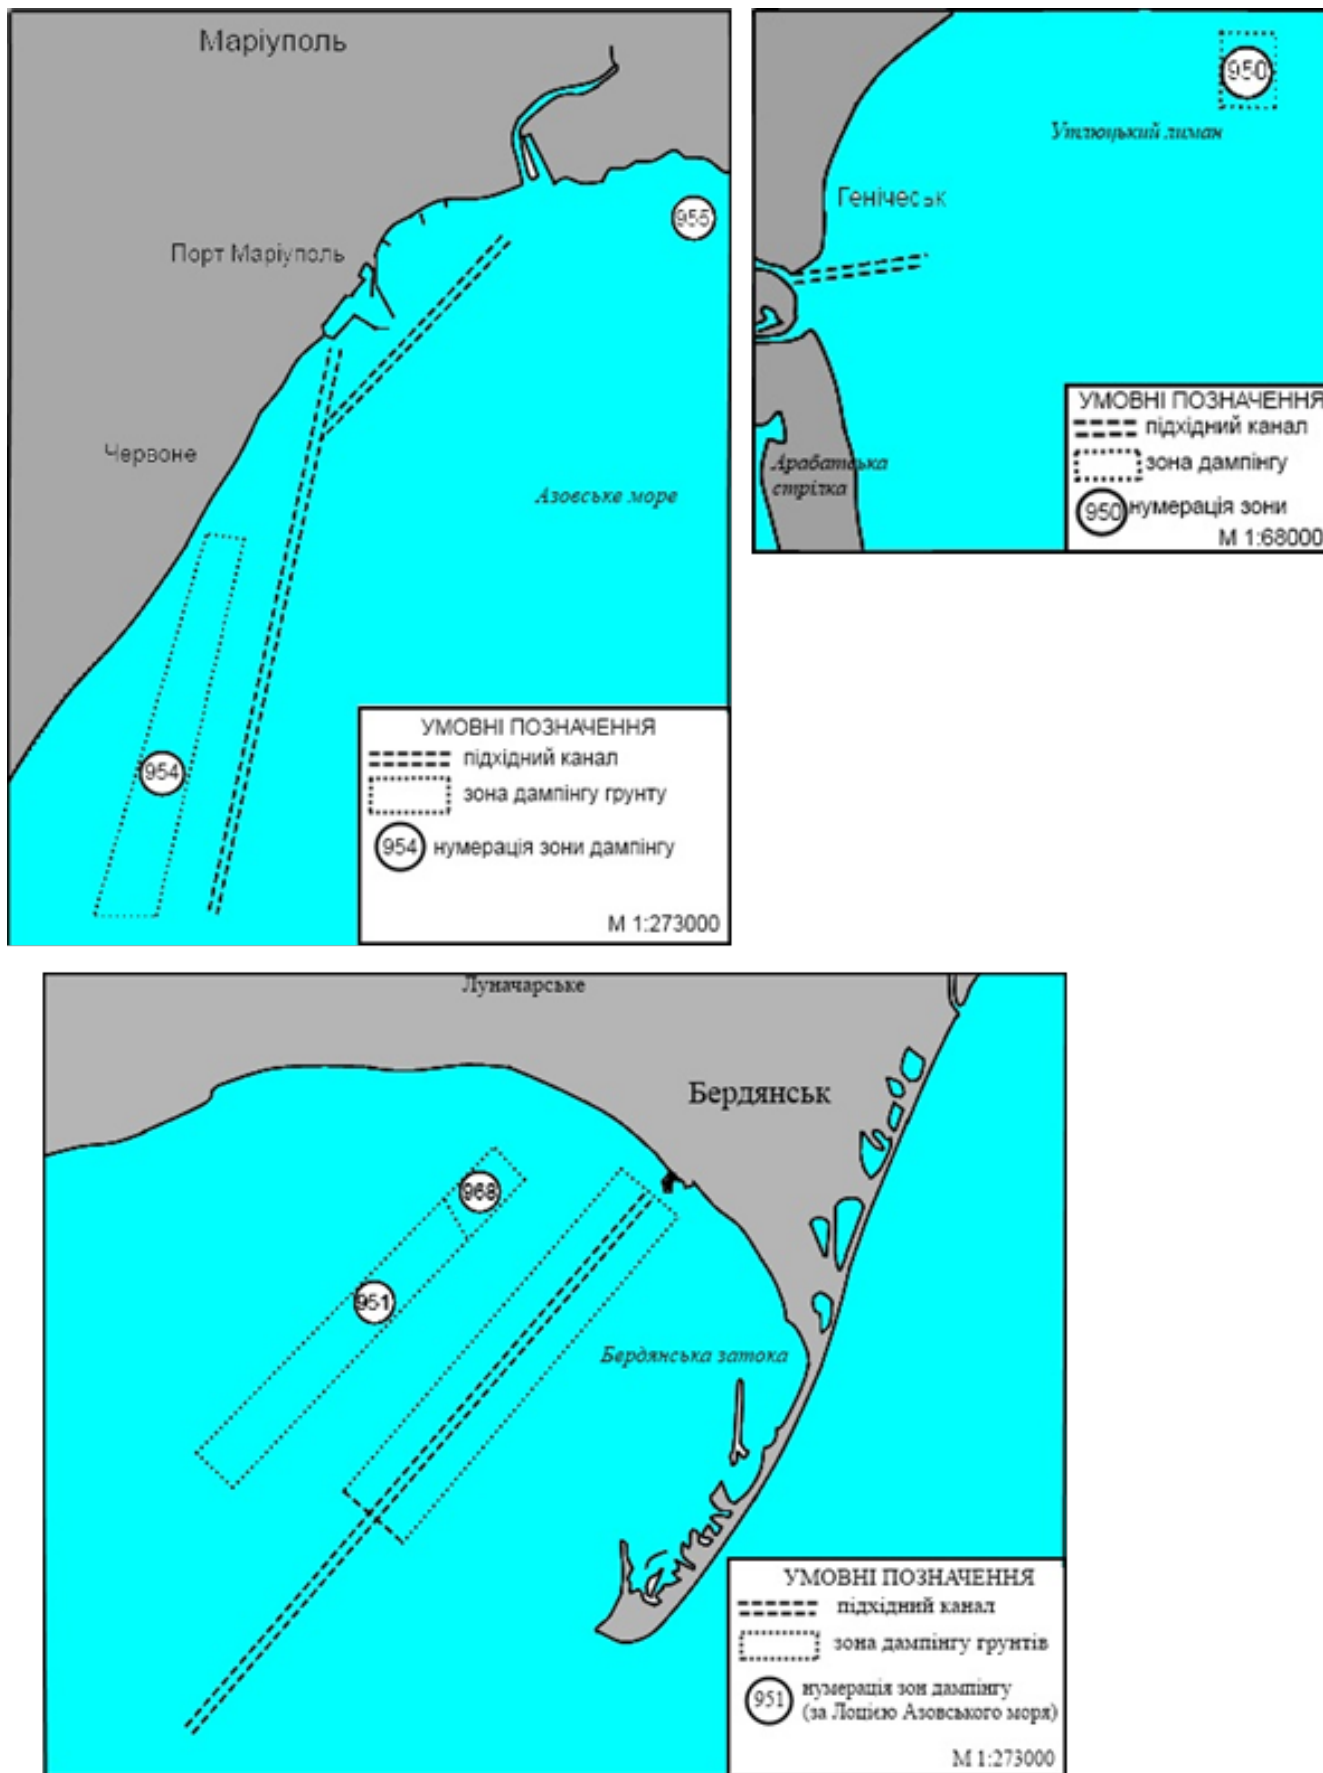 Маріуполь
Порт Маріуполь
955
Червоне
Азовське море
954
УМОВНІ ПОЗНАЧЕННЯ
підхідний канал
зона дампінгу грунту
954 нумерація зони дампінгу
М 1:273000
950
Утлюцький лиман
Генічеськ
Арабатська
стрілка
УМОВНІ ПОЗНАЧЕННЯ
підхідний канал
зона дампінгу
950 нумерація зони
М 1:68000
Луначарське
Бердянськ
968
951
Бердянська затока
УМОВНІ ПОЗНАЧЕННЯ
підхідний канал
зона дампінгу грунтів
951 нумерація зон дампінгу
(за Лоцією Азовського моря)
М 1:273000